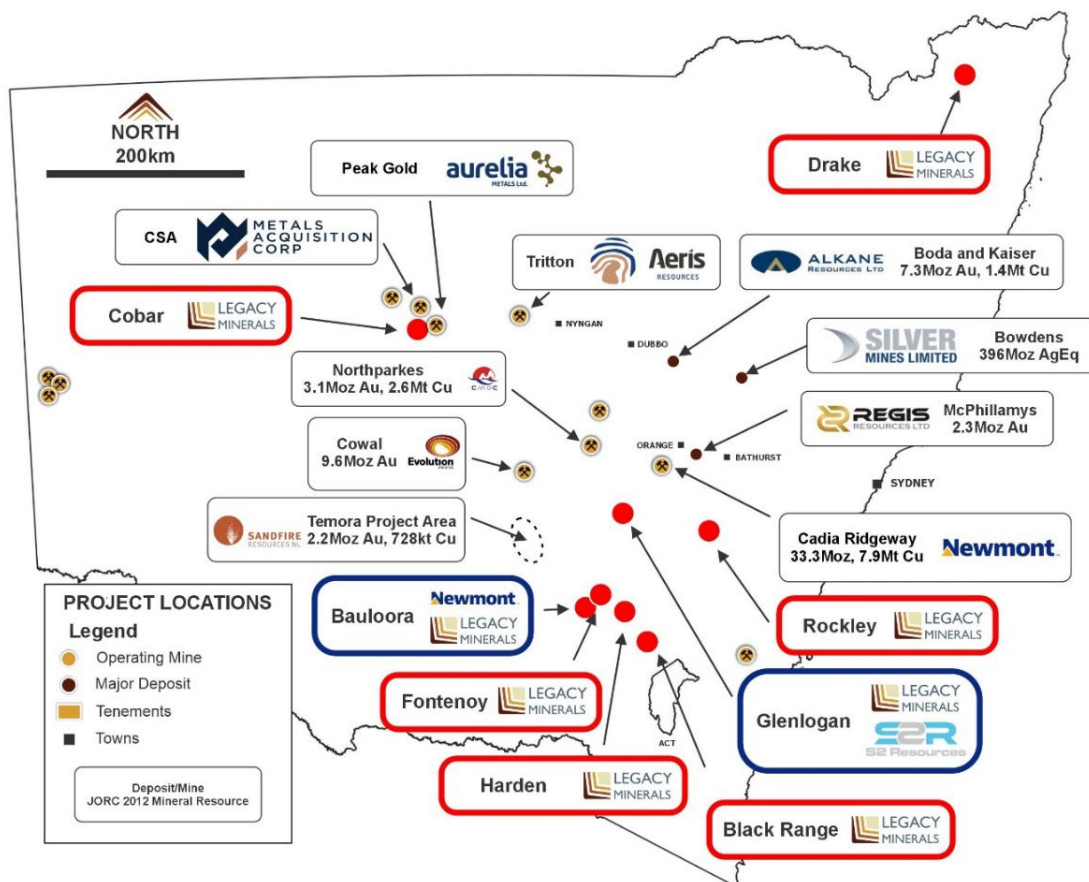 NORTH
200km
Peak Gold
aurelia
METALS Ltd.
CSA
METALS
ACQUISITION
CORP
Cobar
LEGACY
MINERALS
Tritton
Aeris
RESOURCES
NYNGAN
DUBBO
Drake
LEGACY
MINERALS
ALKANE
RESOURCES LTD
Boda and Kaiser
7.3Moz Au, 1.4Mt Cu
SILVER
MINES LIMITED
Bowdens
396Moz AgEq
Northparkes
3.1Moz Au, 2.6Mt Cu
CMOC
REGIS
RESOURCES LTD
McPhillamys
2.3Moz Au
ORANGE
BATHURST
SYDNEY
Cowal
9.6Moz Au
Evolution
SANDFIRE
RESOURCES NL
Temora Project Area
2.2Moz Au, 728kt Cu
Cadia Ridgeway
33.3Moz, 7.9Mt Cu
Newmont
Bauloora
Newmont
LEGACY
MINERALS
Rockley
LEGACY
MINERALS
Fontenoy
LEGACY
MINERALS
Glenlogan
LEGACY
MINERALS
S2R
S2 Resources
ACT
Harden
LEGACY
MINERALS
Black Range
LEGACY
MINERALS
PROJECT LOCATIONS
Legend
Operating Mine
Major Deposit
Tenements
Towns
Deposit/Mine
JORC 2012 Mineral Resource